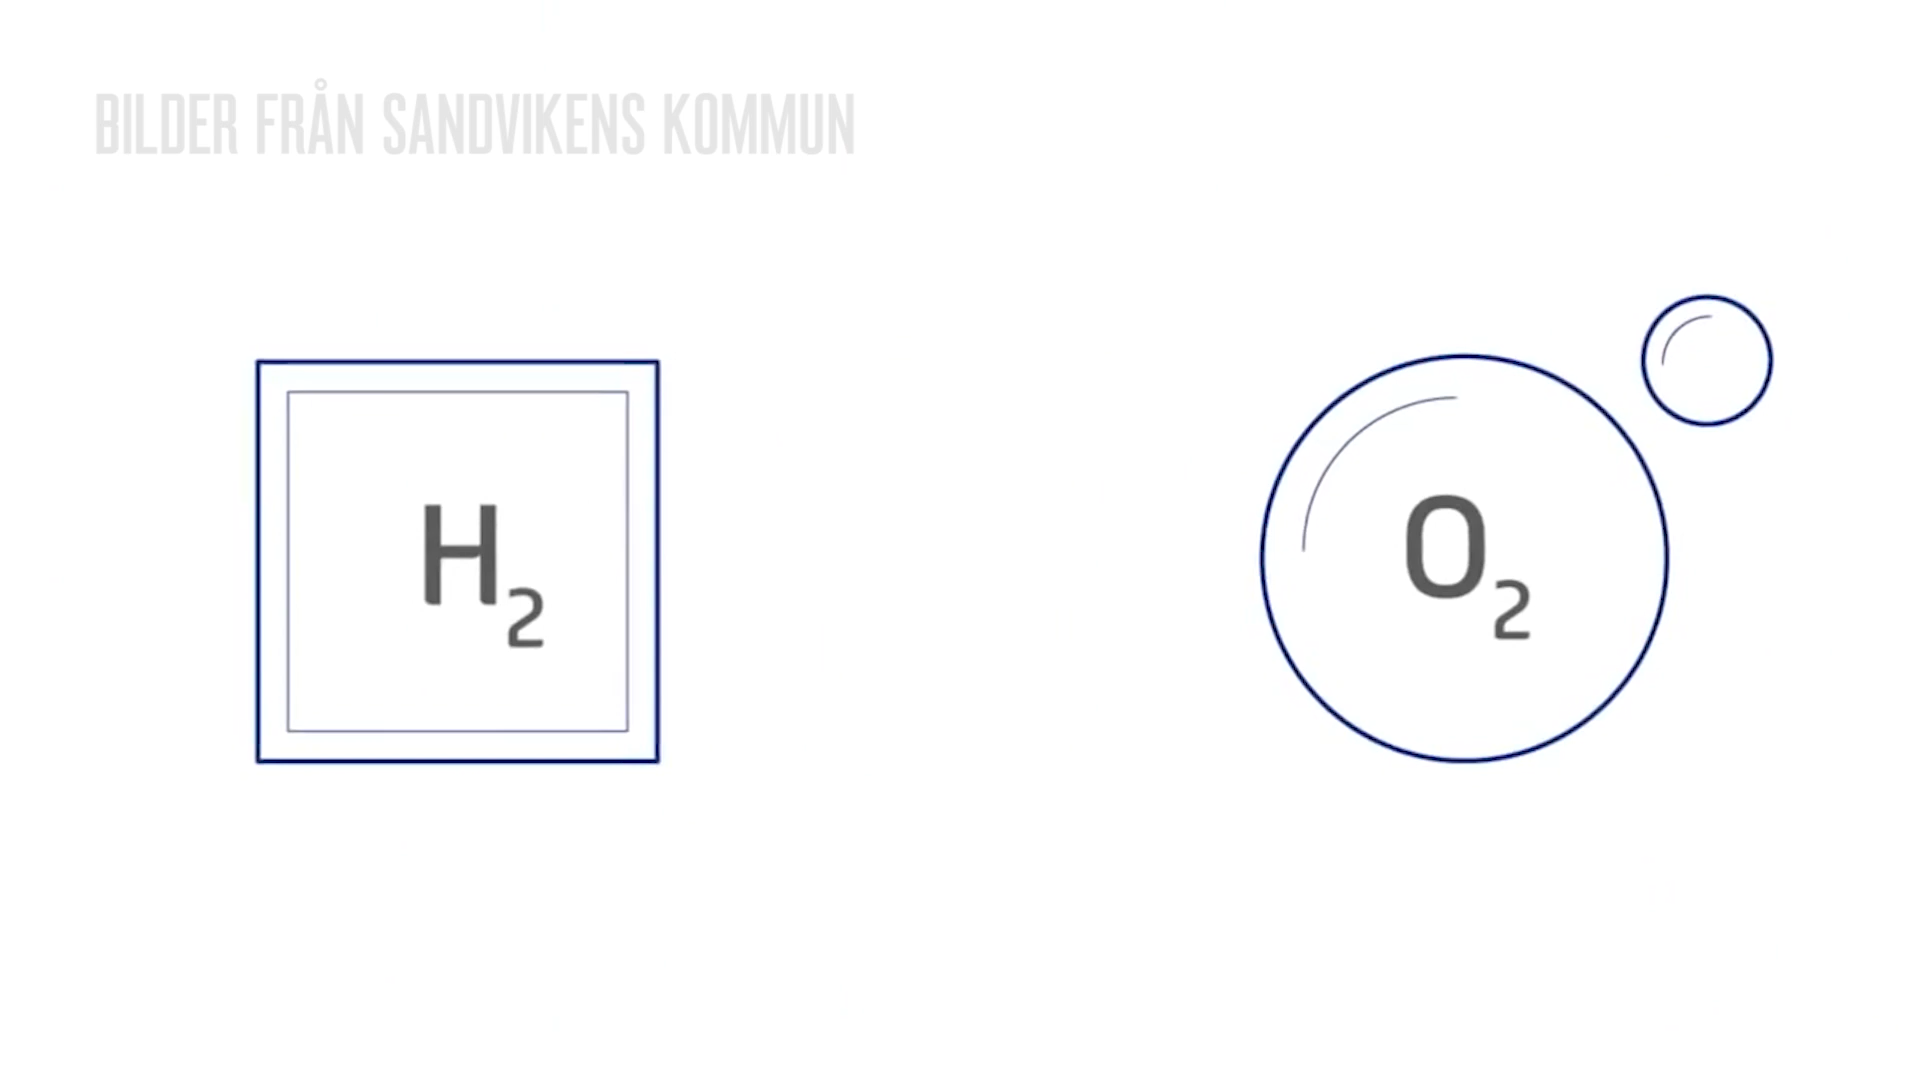 BILDER FRÅN SANDVIKENS KOMMUN
H₂
O₂